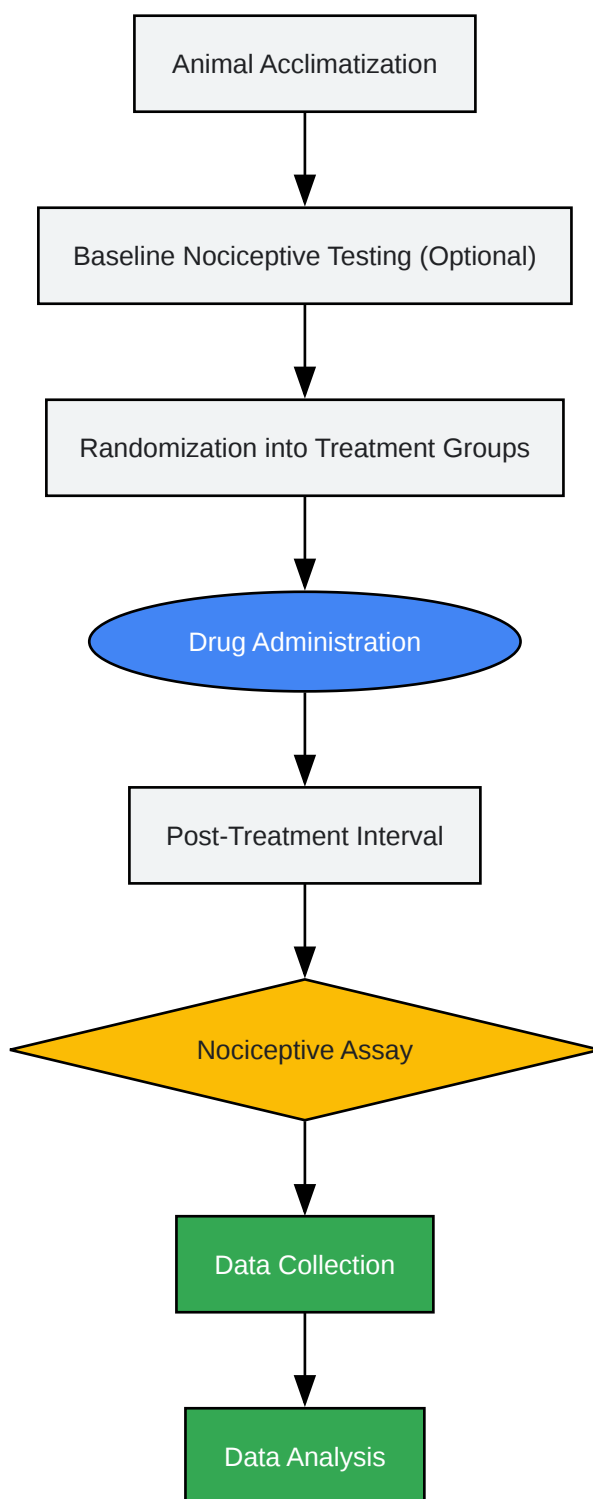 Animal Acclimatization
Baseline Nociceptive Testing (Optional)
Randomization into Treatment Groups
Drug Administration
Post-Treatment Interval
Nociceptive Assay
Data Collection
Data Analysis